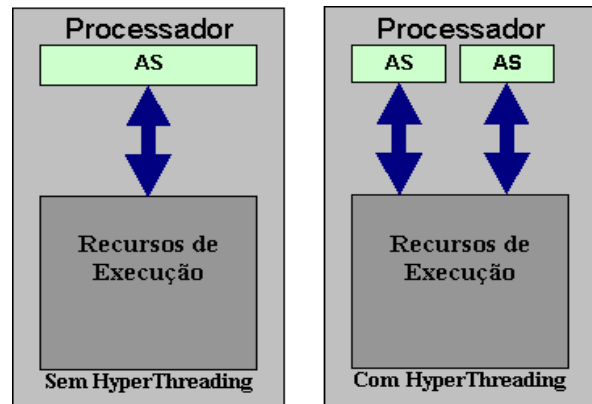 Processador
AS
Recursos de
Execução
Sem HyperThreading
Processador
AS AS
Recursos de
Execução
Com HyperThreading